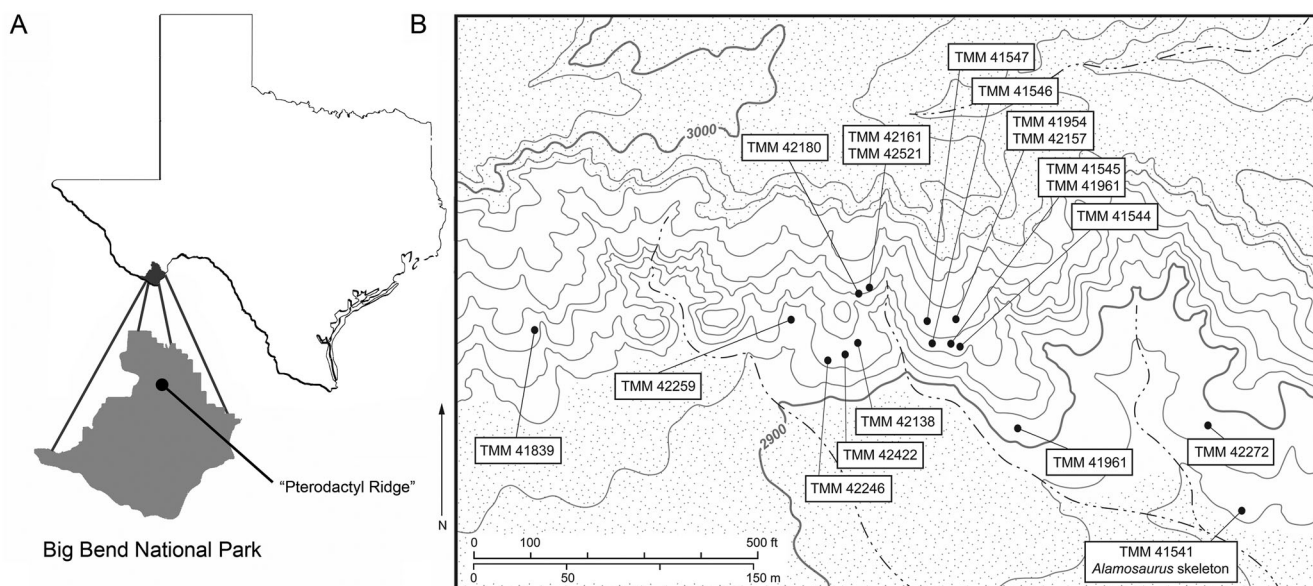 A
"Pterodactyl Ridge"
N
Big Bend National Park
B
3000
2900
TMM 41547
TMM 41546
TMM 41954
TMM 42157
TMM 42180
TMM 42161
TMM 42521
TMM 41545
TMM 41961
TMM 41544
TMM 42259
TMM 41839
TMM 42138
TMM 42422
TMM 42246
TMM 41961
TMM 42272
TMM 41541
Alamosaurus skeleton
0 100 500 ft
0 50 150 m